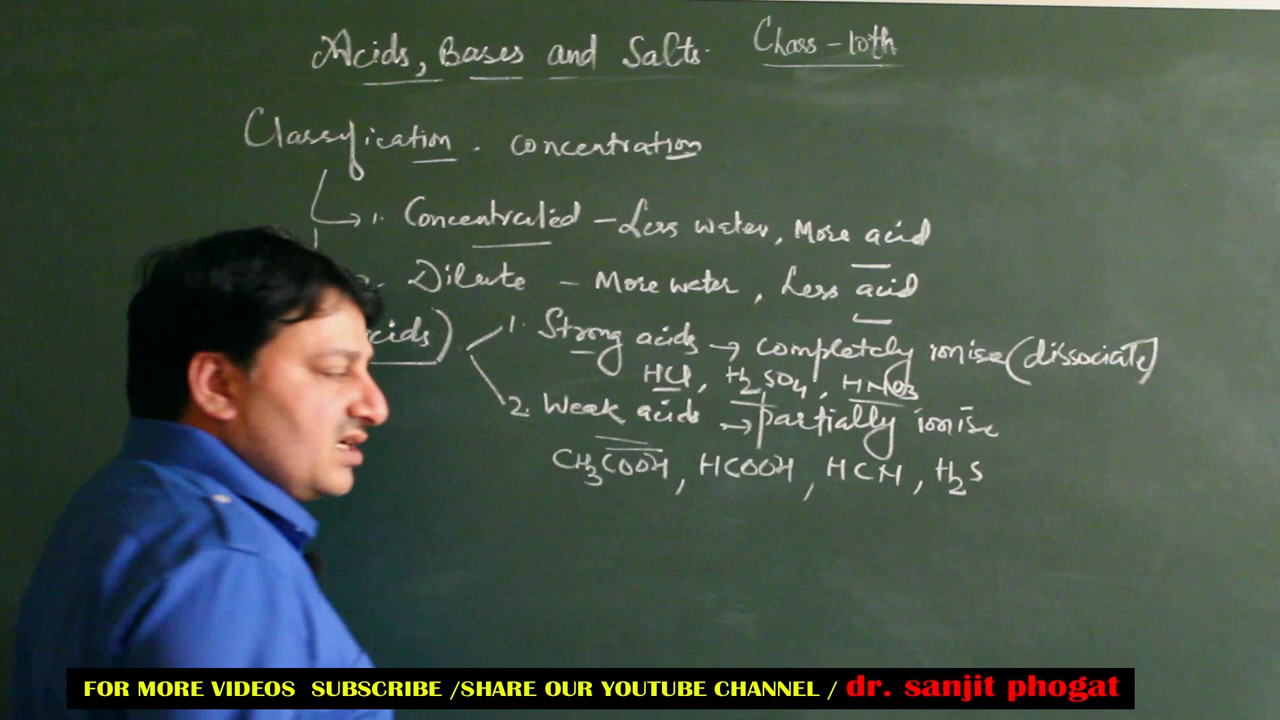 Acids, Bases and Salts. Class-10th
Classification. concentration
1. Concentrated - Less water, More acid
2. Dilute - More water, Less acid
cids)
1. Strong acids → completely ionise (dissociate)
HCl, H2SO4, HNO3
2. Weak acids → partially ionise
CH3COOH, HCOOH, HCN, H2S
FOR MORE VIDEOS SUBSCRIBE /SHARE OUR YOUTUBE CHANNEL / dr. sanjit phogat